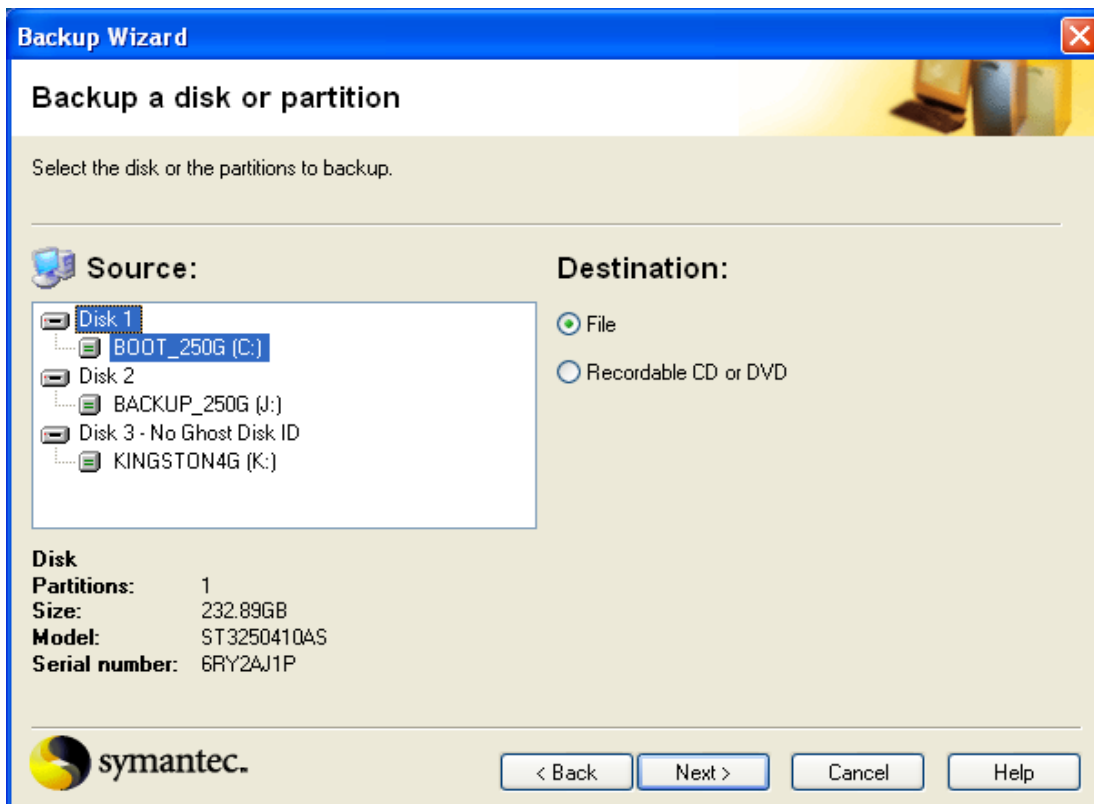 Backup Wizard
Backup a disk or partition
Select the disk or the partitions to backup.
Source:
Disk 1
BOOT_250G (C:)
Disk 2
BACKUP_250G (J:)
Disk 3 - No Ghost Disk ID
KINGSTON4G (K:)
Destination:
File
Recordable CD or DVD
Disk
Partitions: 1
Size: 232.89GB
Model: ST3250410AS
Serial number: 6RY2AJ1P
symantec.
< Back
Next >
Cancel
Help